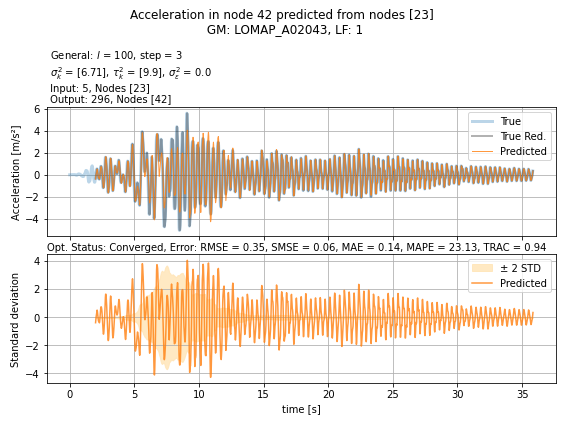 Acceleration in node 42 predicted from nodes [23]
GM: LOMAP_A02043, LF: 1
General: l = 100, step = 3
σ²ₖ = [6.71], τ²ₖ = [9.9], σ²ε = 0.0
Input: 5, Nodes [23]
Output: 296, Nodes [42]
6
4
2
0
−2
−4
Acceleration [m/s²]
True
True Red.
Predicted
Opt. Status: Converged, Error: RMSE = 0.35, SMSE = 0.06, MAE = 0.14, MAPE = 23.13, TRAC = 0.94
4
2
0
−2
−4
Standard deviation
± 2 STD
Predicted
0 5 10 15 20 25 30 35
time [s]